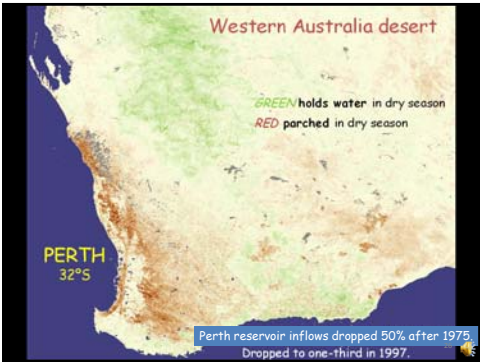 Western Australia desert
GREEN holds water in dry season
RED parched in dry season
PERTH
32°S
Perth reservoir inflows dropped 50% after 1975.
Dropped to one-third in 1997.